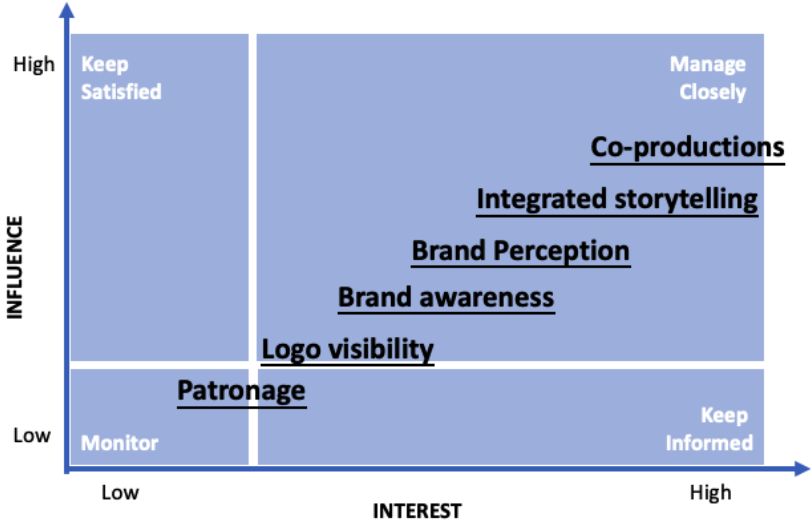 High
Keep
Satisfied
Manage
Closely
Co-productions
Integrated storytelling
Brand Perception
Brand awareness
Logo visibility
Patronage
INFLUENCE
Low
Monitor
Keep
Informed
Low
High
INTEREST